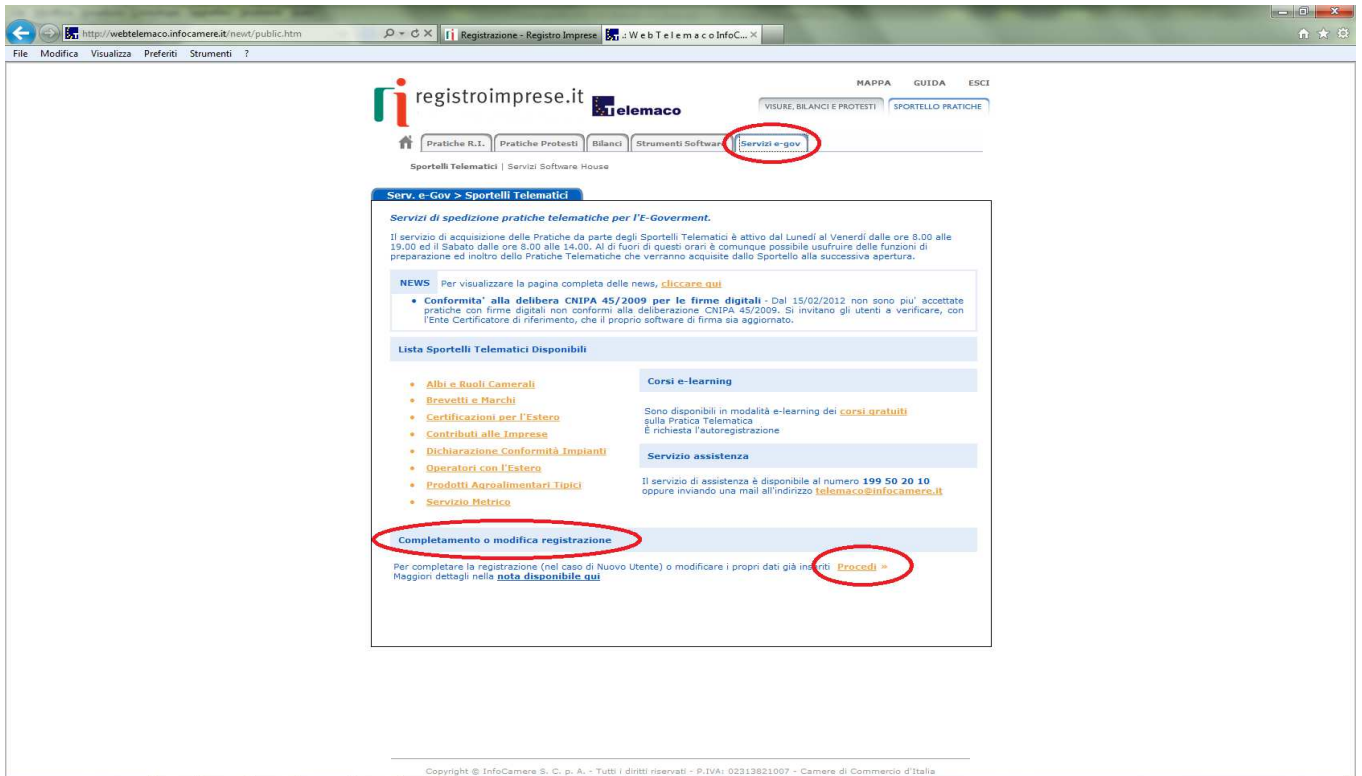 http://webtelemaco.infocamere.it/newt/public.htm
Registrazione - Registro Imprese
.: W e b T e l e m a c o InfoC...
File Modifica Visualizza Preferiti Strumenti ?
MAPPA GUIDA ESCI
registroimprese.it
Telemaco
VISURE, BILANCI E PROTESTI SPORTELLO PRATICHE
Pratiche R.I. Pratiche Protesti Bilanci Strumenti Software Servizi e-gov
Sportelli Telematici | Servizi Software House
Serv. e-Gov > Sportelli Telematici
Servizi di spedizione pratiche telematiche per l'E-Goverment.
Il servizio di acquisizione delle Pratiche da parte degli Sportelli Telematici è attivo dal Lunedí al Venerdí dalle ore 8.00 alle
19.00 ed il Sabato dalle ore 8.00 alle 14.00. Al di fuori di questi orari è comunque possibile usufruire delle funzioni di
preparazione ed inoltro dello Pratiche Telematiche che verranno acquisite dallo Sportello alla successiva apertura.
NEWS Per visualizzare la pagina completa delle news, cliccare qui
• Conformita' alla delibera CNIPA 45/2009 per le firme digitali - Dal 15/02/2012 non sono piu' accettate
pratiche con firme digitali non conformi alla deliberazione CNIPA 45/2009. Si invitano gli utenti a verificare, con
l'Ente Certificatore di riferimento, che il proprio software di firma sia aggiornato.
Lista Sportelli Telematici Disponibili
• Albi e Ruoli Camerali
• Brevetti e Marchi
• Certificazioni per l'Estero
• Contributi alle Imprese
• Dichiarazione Conformità Impianti
• Operatori con l'Estero
• Prodotti Agroalimentari Tipici
• Servizio Metrico
Corsi e-learning
Sono disponibili in modalità e-learning dei corsi gratuiti
sulla Pratica Telematica
È richiesta l'autoregistrazione
Servizio assistenza
Il servizio di assistenza è disponibile al numero 199 50 20 10
oppure inviando una mail all'indirizzo telemaco@infocamere.it
Completamento o modifica registrazione
Per completare la registrazione (nel caso di Nuovo Utente) o modificare i propri dati già inseriti Procedi »
Maggiori dettagli nella nota disponibile qui
Copyright @ InfoCamere S. C. p. A. - Tutti i diritti riservati - P.IVA: 02313821007 - Camere di Commercio d'Italia